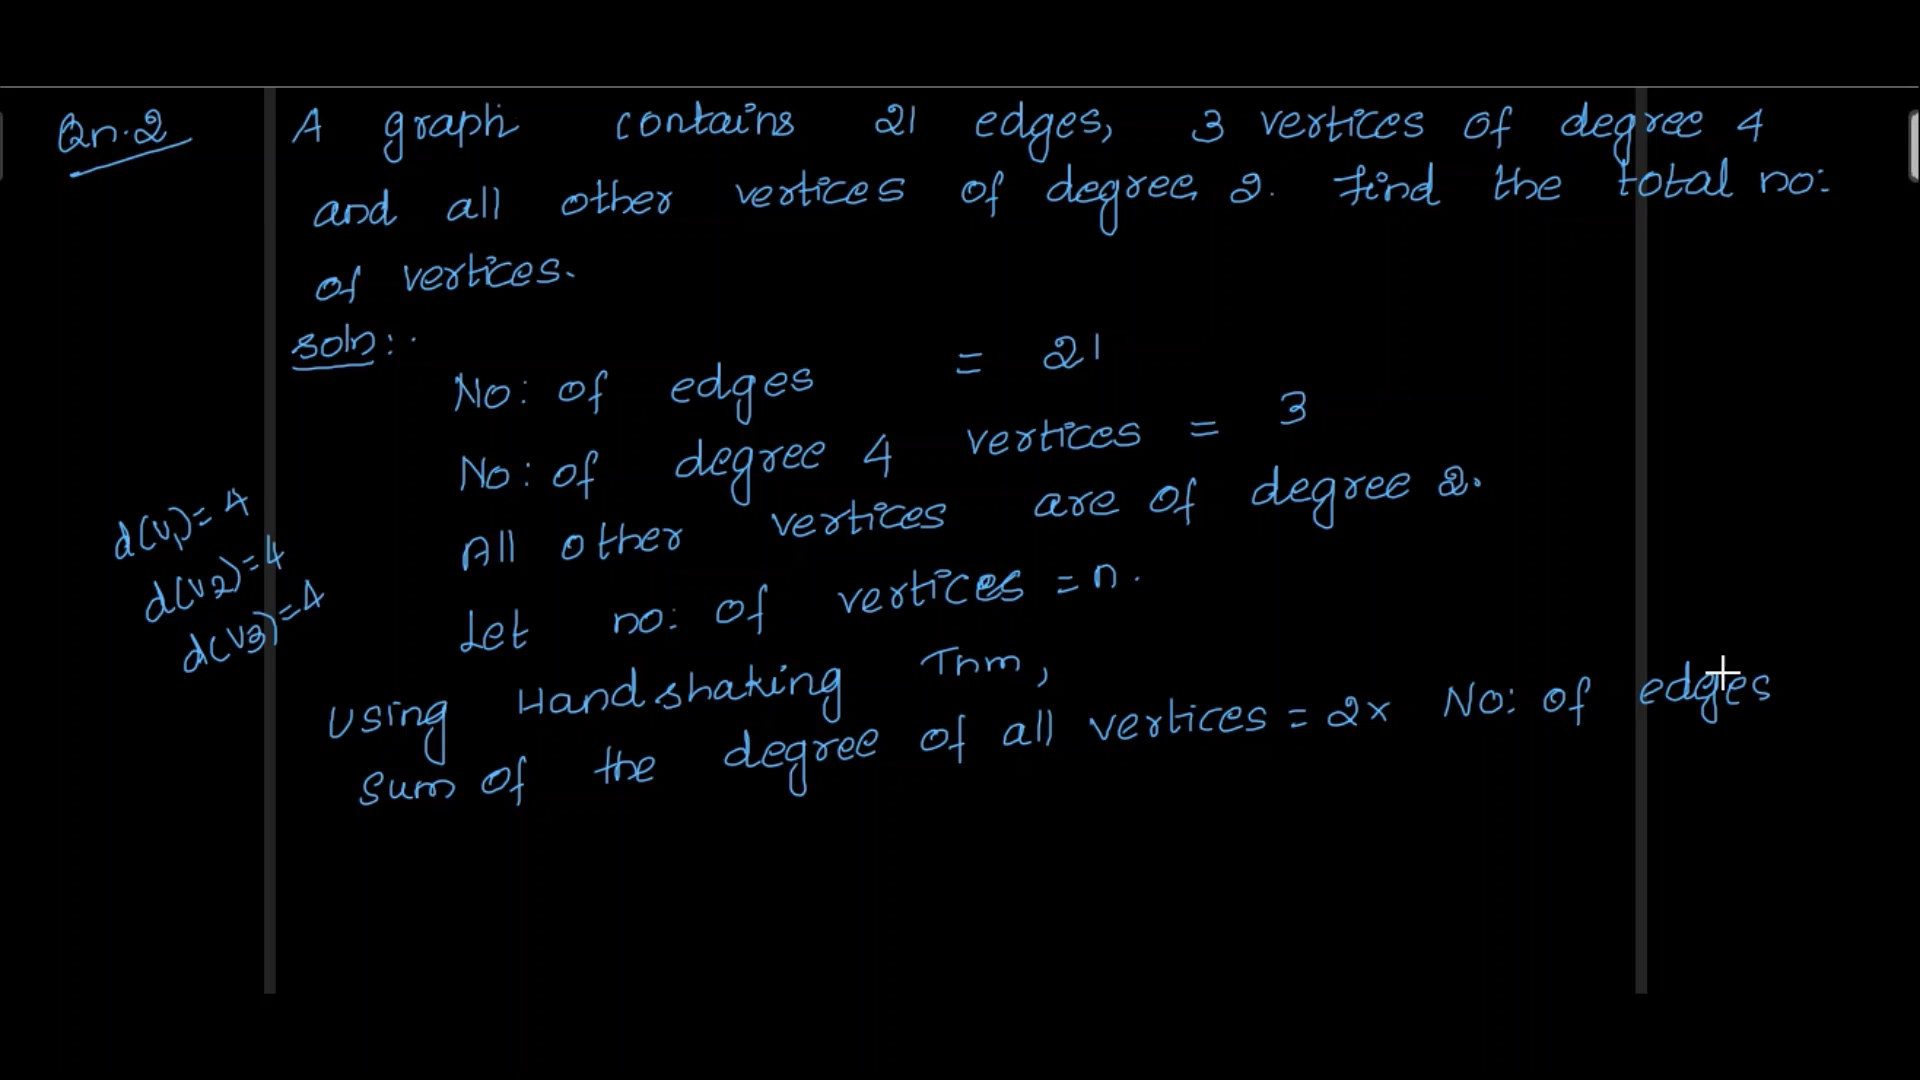 Qn.2
A graph contains 21 edges, 3 vertices of degree 4
and all other vertices of degree 2. Find the total no:
of vertices.
soln:.
No: of edges = 21
No: of degree 4 vertices = 3
All other vertices are of degree 2.
Let no: of vertices = n.
d(v1)= 4
d(v2)=4
d(v3)=4
Using Handshaking Thm,
Sum of the degree of all vertices = 2x No: of edges